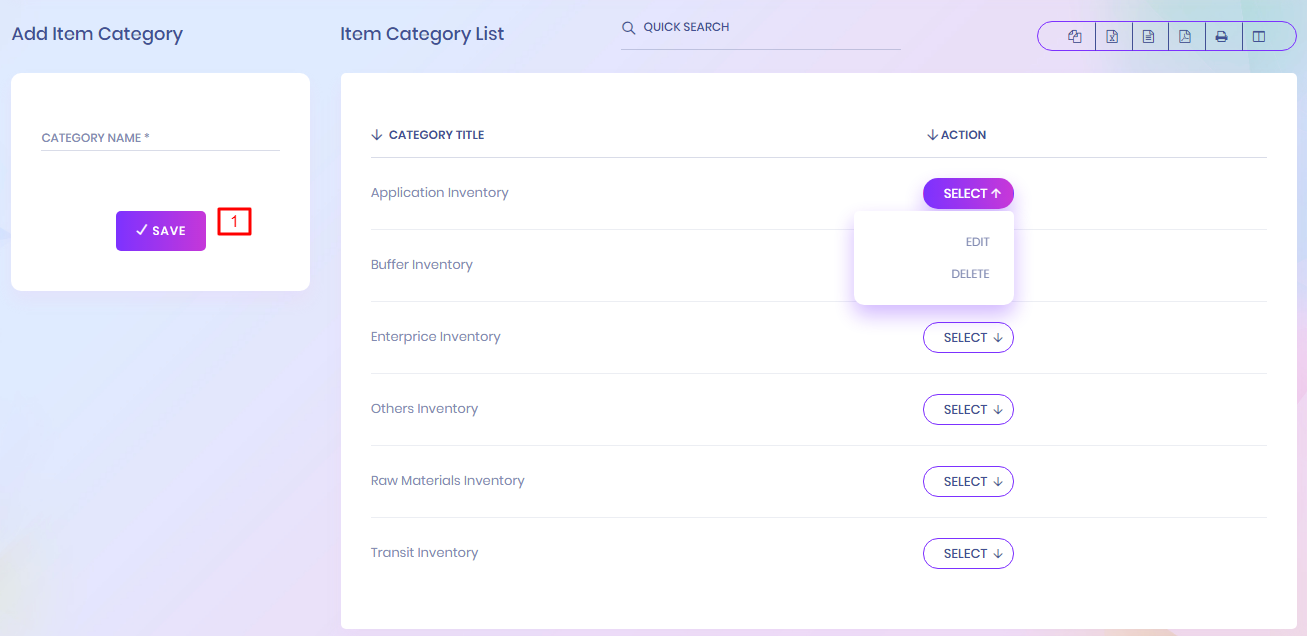 Add Item Category
Item Category List
QUICK SEARCH
CATEGORY NAME *
SAVE
1
CATEGORY TITLE
ACTION
Application Inventory
SELECT
EDIT
DELETE
Buffer Inventory
Enterprice Inventory
SELECT
Others Inventory
SELECT
Raw Materials Inventory
SELECT
Transit Inventory
SELECT